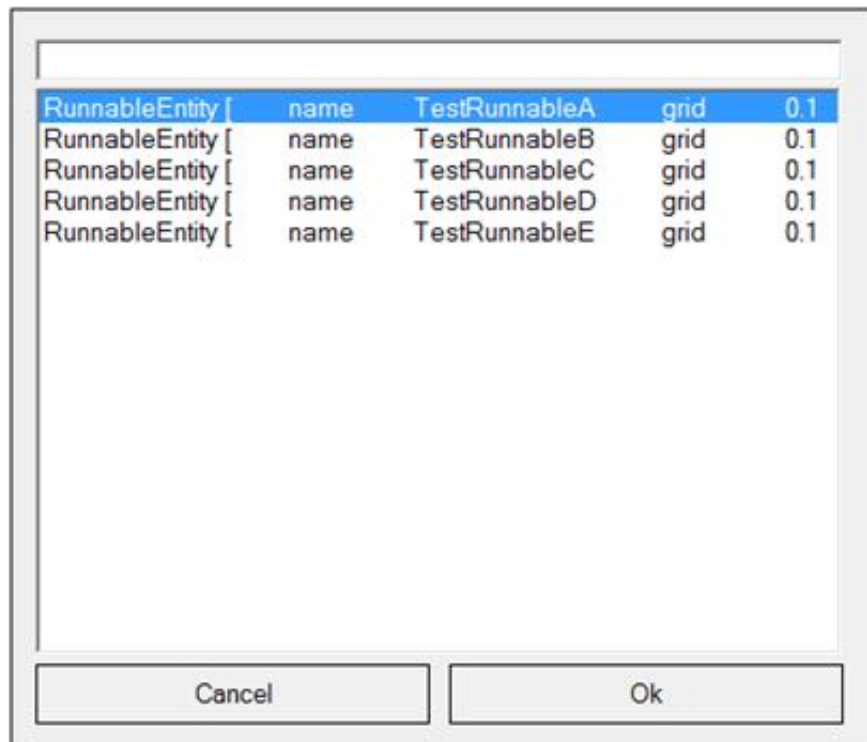 RunnableEntity [ name TestRunnableA grid 0.1
RunnableEntity [ name TestRunnableB grid 0.1
RunnableEntity [ name TestRunnableC grid 0.1
RunnableEntity [ name TestRunnableD grid 0.1
RunnableEntity [ name TestRunnableE grid 0.1
Cancel Ok